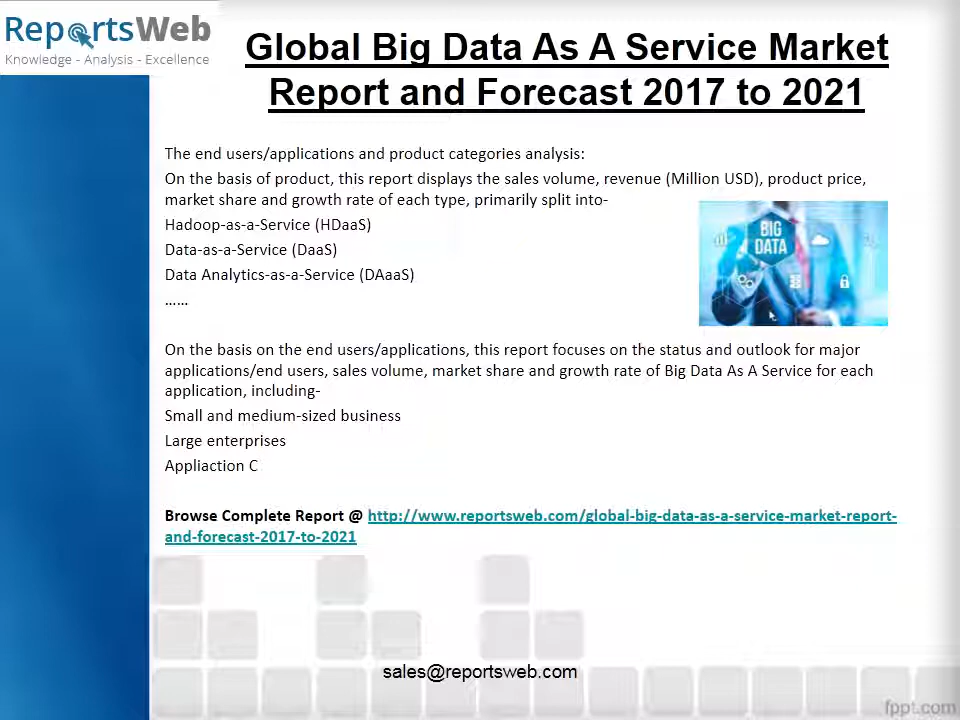 ReportsWeb
Knowledge - Analysis - Excellence
Global Big Data As A Service Market
Report and Forecast 2017 to 2021
The end users/applications and product categories analysis:
On the basis of product, this report displays the sales volume, revenue (Million USD), product price,
market share and growth rate of each type, primarily split into-
Hadoop-as-a-Service (HDaaS)
Data-as-a-Service (DaaS)
Data Analytics-as-a-Service (DAaaS)
......
BIG
DATA
On the basis on the end users/applications, this report focuses on the status and outlook for major
applications/end users, sales volume, market share and growth rate of Big Data As A Service for each
application, including-
Small and medium-sized business
Large enterprises
Appliaction C
Browse Complete Report @ http://www.reportsweb.com/global-big-data-as-a-service-market-report-
and-forecast-2017-to-2021
sales@reportsweb.com
fppt.com